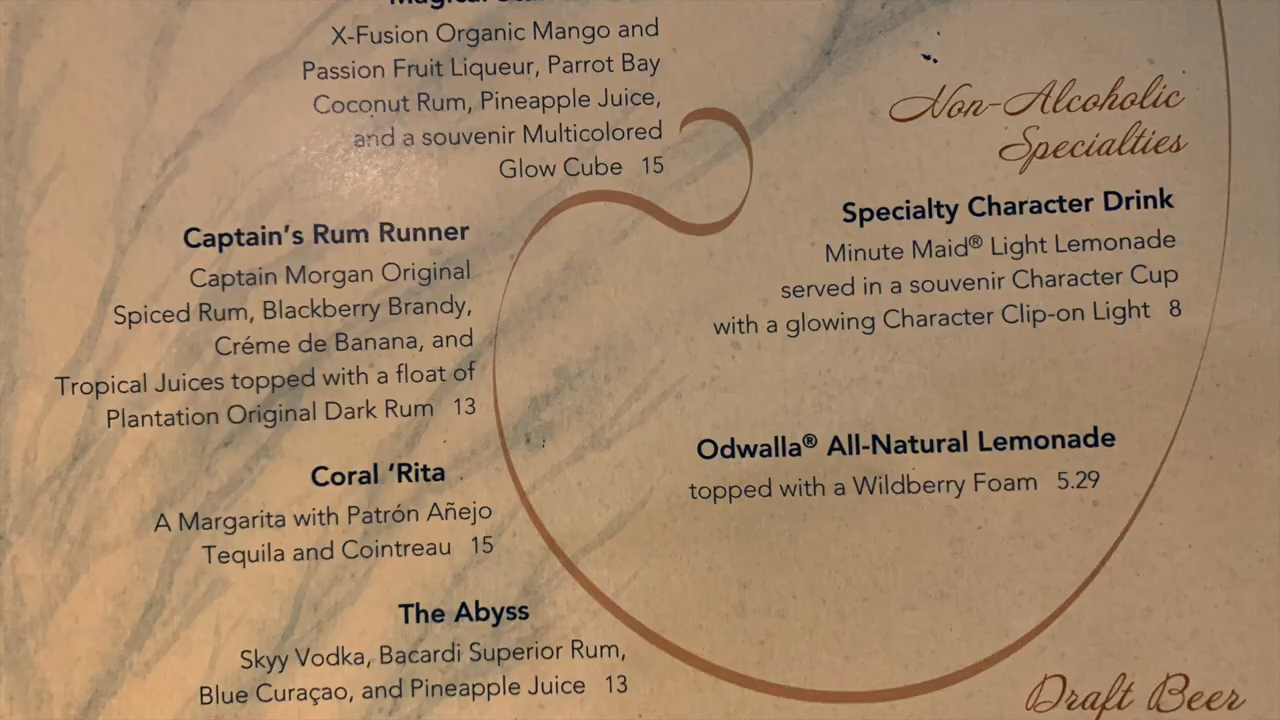 Magical
X-Fusion Organic Mango and
Passion Fruit Liqueur, Parrot Bay
Coconut Rum, Pineapple Juice,
and a souvenir Multicolored
Glow Cube 15
Captain's Rum Runner
Captain Morgan Original
Spiced Rum, Blackberry Brandy,
Créme de Banana, and
Tropical Juices topped with a float of
Plantation Original Dark Rum 13
Coral 'Rita
A Margarita with Patrón Añejo
Tequila and Cointreau 15
The Abyss
Skyy Vodka, Bacardi Superior Rum,
Blue Curaçao, and Pineapple Juice 13
Non-Alcoholic
Specialties
Specialty Character Drink
Minute Maid® Light Lemonade
served in a souvenir Character Cup
with a glowing Character Clip-on Light 8
Odwalla® All-Natural Lemonade
topped with a Wildberry Foam 5.29
Draft Beer